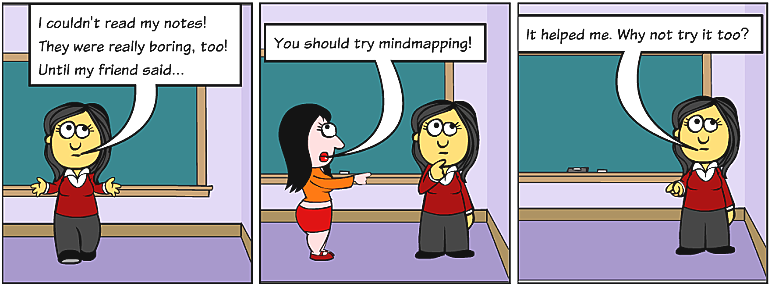 I couldn't read my notes!
They were really boring, too!
Until my friend said...
You should try mindmapping!
It helped me. Why not try it too?